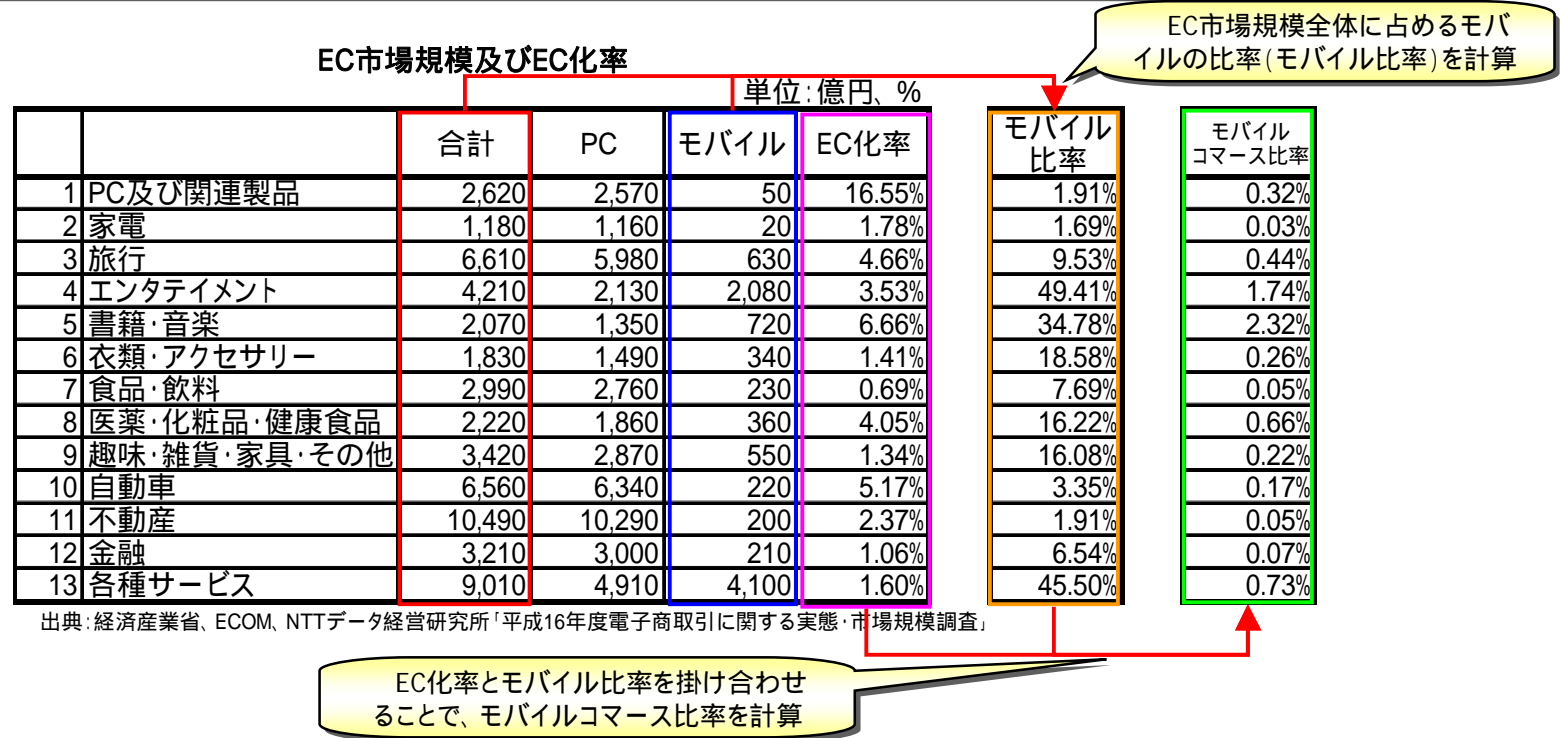 EC市場規模全体に占めるモバ
イルの比率(モバイル比率)を計算
EC市場規模及びEC化率
単位:億円、%
合計 PC モバイル EC化率 モバイル比率 モバイルコマース比率
1 PC及び関連製品 2,620 2,570 50 16.55% 1.91% 0.32%
2 家電 1,180 1,160 20 1.78% 1.69% 0.03%
3 旅行 6,610 5,980 630 4.66% 9.53% 0.44%
4 エンタテイメント 4,210 2,130 2,080 3.53% 49.41% 1.74%
5 書籍・音楽 2,070 1,350 720 6.66% 34.78% 2.32%
6 衣類・アクセサリー 1,830 1,490 340 1.41% 18.58% 0.26%
7 食品・飲料 2,990 2,760 230 0.69% 7.69% 0.05%
8 医薬・化粧品・健康食品 2,220 1,860 360 4.05% 16.22% 0.66%
9 趣味・雑貨・家具・その他 3,420 2,870 550 1.34% 16.08% 0.22%
10 自動車 6,560 6,340 220 5.17% 3.35% 0.17%
11 不動産 10,490 10,290 200 2.37% 1.91% 0.05%
12 金融 3,210 3,000 210 1.06% 6.54% 0.07%
13 各種サービス 9,010 4,910 4,100 1.60% 45.50% 0.73%
出典:経済産業省、ECOM、NTTデータ経営研究所「平成16年度電子商取引に関する実態・市場規模調査」
EC化率とモバイル比率を掛け合わせ
ることで、モバイルコマース比率を計算